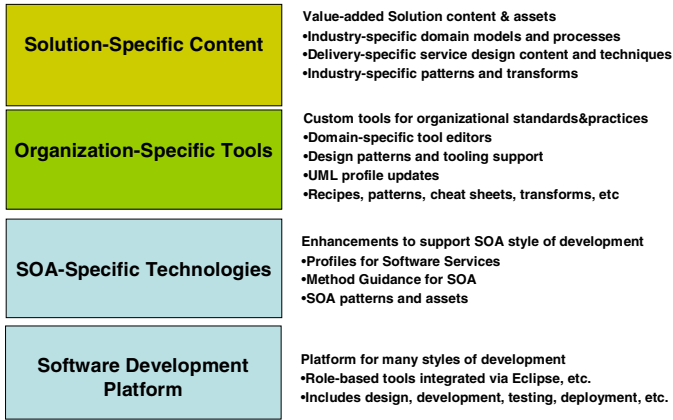 Solution-Specific Content
Value-added Solution content & assets
•Industry-specific domain models and processes
•Delivery-specific service design content and techniques
•Industry-specific patterns and transforms
Organization-Specific Tools
Custom tools for organizational standards&practices
•Domain-specific tool editors
•Design patterns and tooling support
•UML profile updates
•Recipes, patterns, cheat sheets, transforms, etc
SOA-Specific Technologies
Enhancements to support SOA style of development
•Profiles for Software Services
•Method Guidance for SOA
•SOA patterns and assets
Software Development
Platform
Platform for many styles of development
•Role-based tools integrated via Eclipse, etc.
•Includes design, development, testing, deployment, etc.